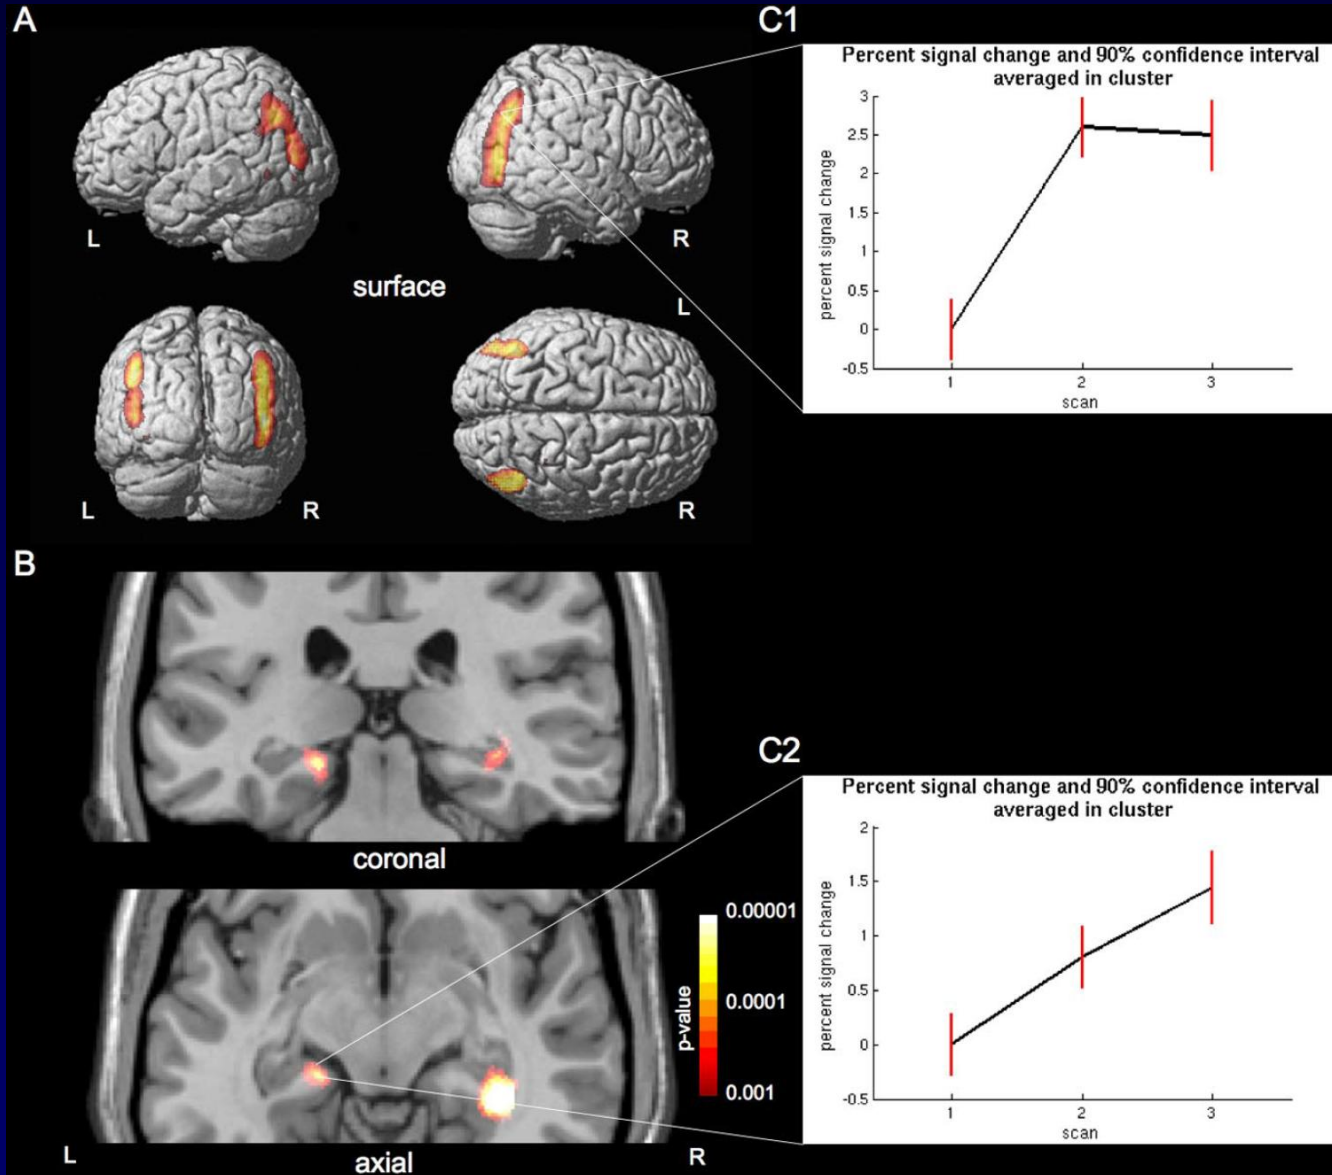 A
C1
L
R
surface
L
L
R
R
Percent signal change and 90% confidence interval
averaged in cluster
3
2.5
2
1.5
1
0.5
0
-0.5
percent signal change
1
2
3
scan
B
coronal
C2
0.00001
0.0001
0.001
p-value
L
axial
R
Percent signal change and 90% confidence interval
averaged in cluster
2
1.5
1
0.5
0
-0.5
percent signal change
1
2
3
scan